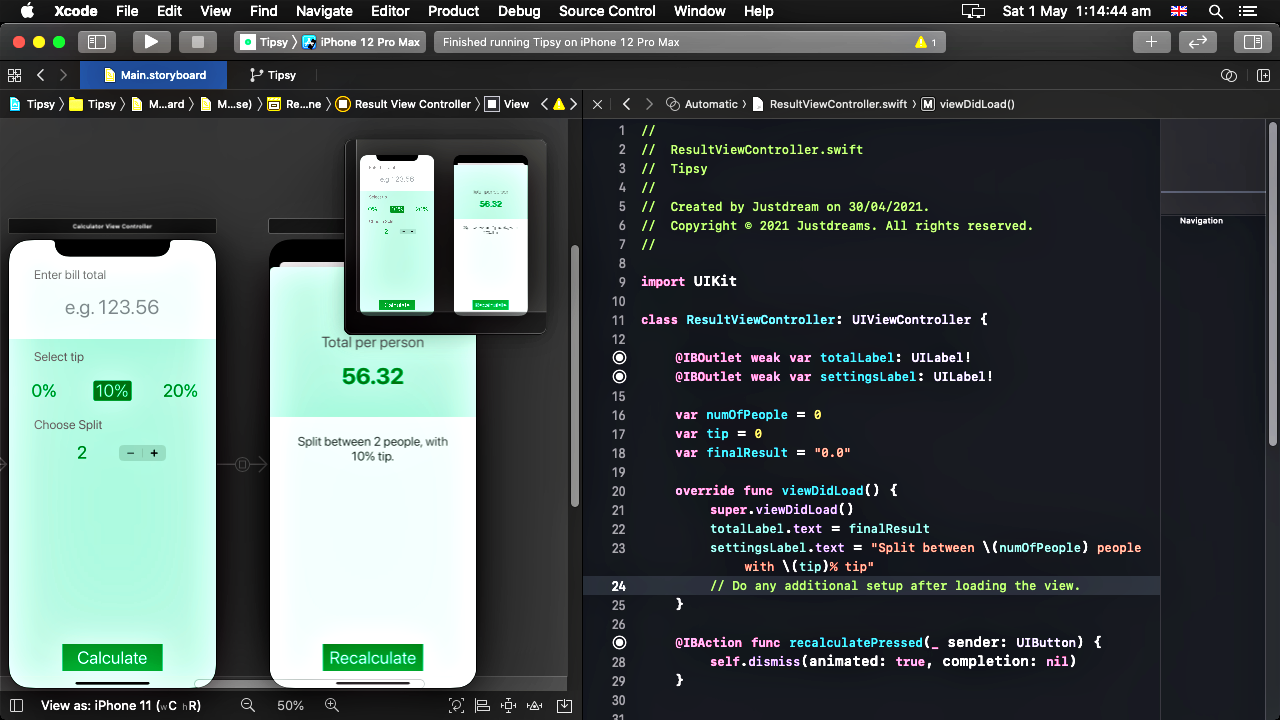 Xcode File Edit View Find Navigate Editor Product Debug Source Control Window Help Sat 1 May 1:14:44 am
Tipsy iPhone 12 Pro Max Finished running Tipsy on iPhone 12 Pro Max 1
Main.storyboard Tipsy
Tipsy Tipsy M...ard M...se) Re...ne Result View Controller View
Automatic ResultViewController.swift M viewDidLoad()
Calculator View Controller
Enter bill total
e.g. 123.56
Select tip
0% 10% 20%
Choose Split
2 − +
Calculate
Total per person
56.32
Split between 2 people, with
10% tip.
Recalculate
e.g 123.56
Select tip
0% 10% 20%
2
Calculate
56.32
Recalculate
1 //
2 // ResultViewController.swift
3 // Tipsy
4 //
5 // Created by Justdream on 30/04/2021.
6 // Copyright © 2021 Justdreams. All rights reserved.
7 //
8
9 import UIKit
10
11 class ResultViewController: UIViewController {
12
@IBOutlet weak var totalLabel: UILabel!
@IBOutlet weak var settingsLabel: UILabel!
15
16 var numOfPeople = 0
17 var tip = 0
18 var finalResult = "0.0"
19
20 override func viewDidLoad() {
21 super.viewDidLoad()
22 totalLabel.text = finalResult
23 settingsLabel.text = "Split between \(numOfPeople) people
with \(tip)% tip"
24 // Do any additional setup after loading the view.
25 }
26
@IBAction func recalculatePressed(_ sender: UIButton) {
28 self.dismiss(animated: true, completion: nil)
29 }
30
31
Navigation
View as: iPhone 11 (wC hR) 50%